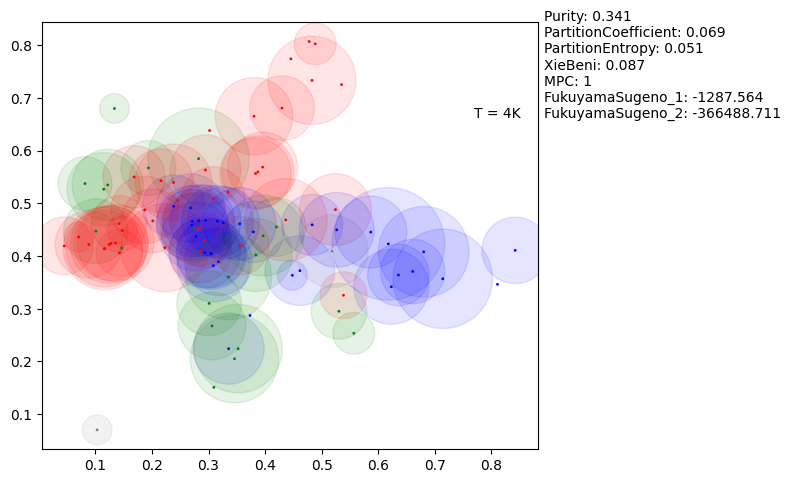 Purity: 0.341
PartitionCoefficient: 0.069
PartitionEntropy: 0.051
XieBeni: 0.087
MPC: 1
FukuyamaSugeno_1: -1287.564
FukuyamaSugeno_2: -366488.711
T = 4K
0.8
0.7
0.6
0.5
0.4
0.3
0.2
0.1
0.1 0.2 0.3 0.4 0.5 0.6 0.7 0.8